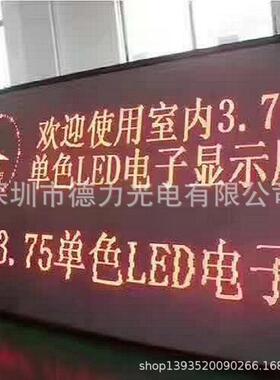 欢迎使用室内3.7
单色LED电子显示
深圳市德力光电有限公司
3.75单色LED电子
shop1393520090266.168